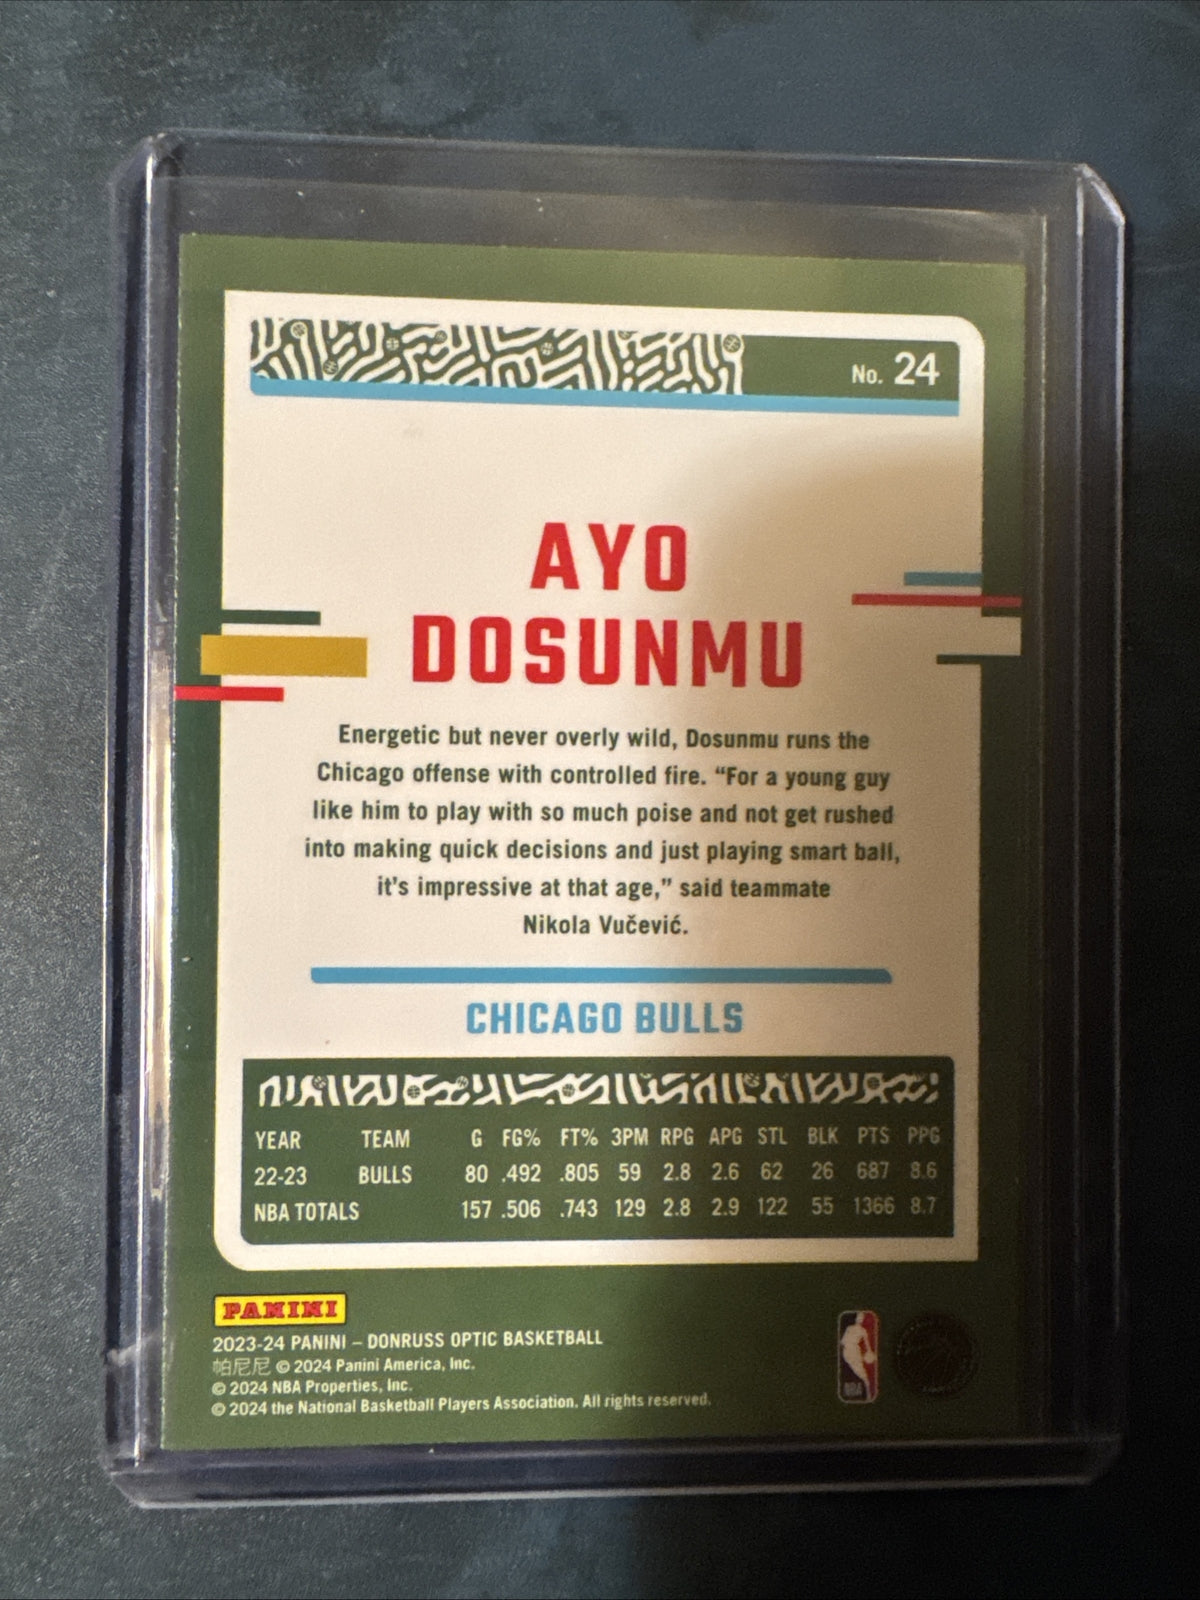 No. 24
AYO
DOSUNMU
Energetic but never overly wild, Dosunmu runs the
Chicago offense with controlled fire. “For a young guy
like him to play with so much poise and not get rushed
into making quick decisions and just playing smart ball,
it’s impressive at that age,” said teammate
Nikola Vučević.
CHICAGO BULLS
YEAR TEAM G FG% FT% 3PM RPG APG STL BLK PTS PPG
22-23 BULLS 80 .492 .805 59 2.8 2.6 62 26 687 8.6
NBA TOTALS 157 .506 .743 129 2.8 2.9 122 55 1366 8.7
PANINI
2023-24 PANINI – DONRUSS OPTIC BASKETBALL
帕尼尼 © 2024 Panini America, Inc.
© 2024 NBA Properties, Inc.
© 2024 the National Basketball Players Association. All rights reserved.
NBA